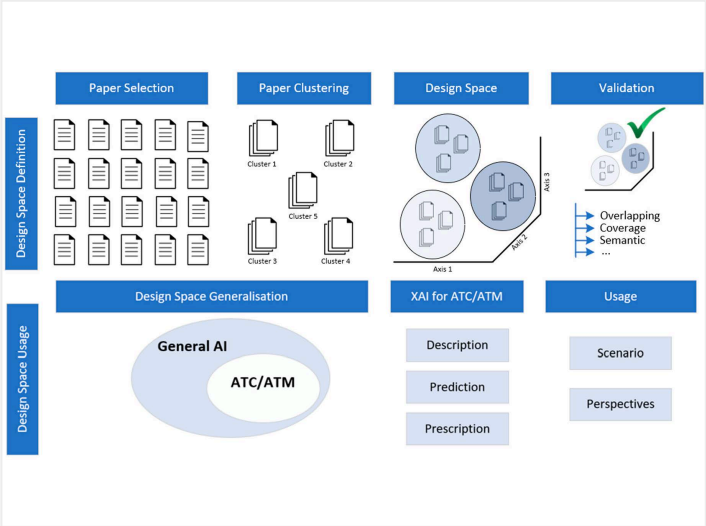 Paper Selection
Paper Clustering
Design Space
Validation
Design Space Definition
Cluster 1
Cluster 2
Cluster 5
Cluster 3
Cluster 4
Axis 1
Axis 2
Axis 3
Overlapping
Coverage
Semantic
...
Design Space Usage
Design Space Generalisation
XAI for ATC/ATM
Usage
General AI
ATC/ATM
Description
Prediction
Prescription
Scenario
Perspectives